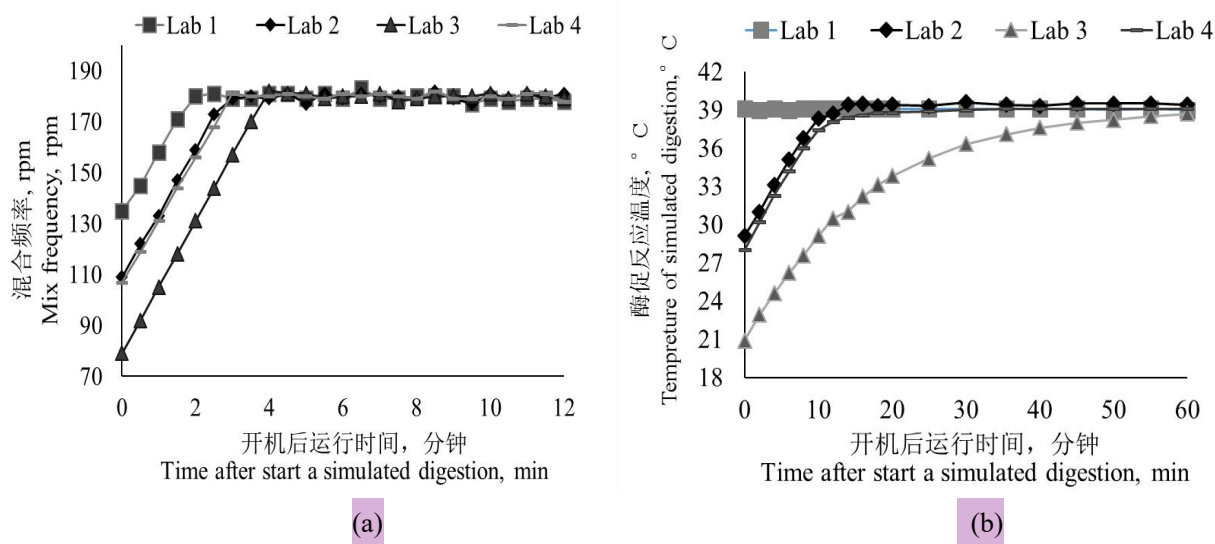 Lab 1 Lab 2 Lab 3 Lab 4
190
170
150
130
110
90
70
混合频率, rpm
Mix frequency, rpm
0 2 4 6 8 10 12
开机后运行时间，分钟
Time after start a simulated digestion, min
(a)
Lab 1 Lab 2 Lab 3 Lab 4
42
39
36
33
30
27
24
21
18
酶促反应温度,° C
Tempreture of simulated digestion,° C
0 10 20 30 40 50 60
开机后运行时间，分钟
Time after start a simulated digestion, min
(b)